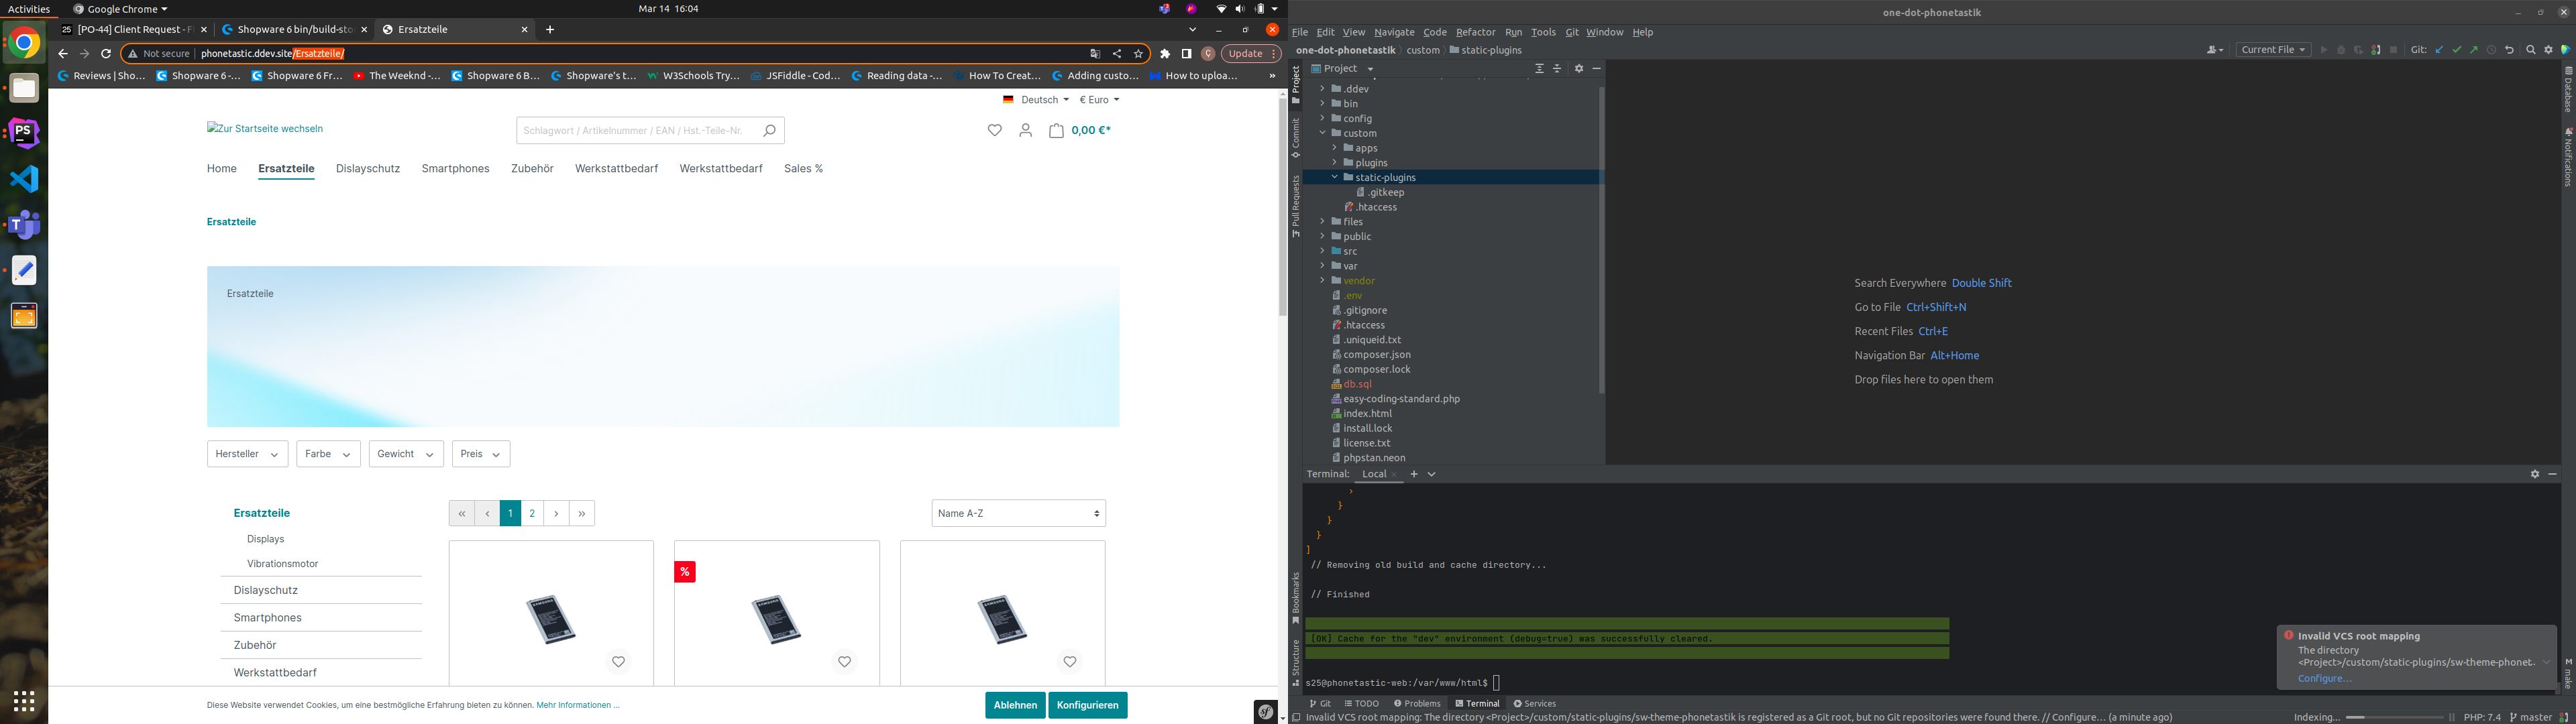 Activities
Google Chrome
Mar 14 16:04
[PO-44] Client Request - Fi
Shopware 6 bin/build-sto
Ersatzteile
Not secure
phonetastic.ddev.site/Ersatzteile/
Update
Reviews | Sho...
Shopware 6 -...
Shopware 6 Fr...
The Weeknd -...
Shopware 6 B...
Shopware's t...
W3Schools Try...
JSFiddle - Cod...
Reading data -...
How To Creat...
Adding custo...
How to uploa...
»
Deutsch
€ Euro
Zur Startseite wechseln
Schlagwort / Artikelnummer / EAN / Hst.-Teile-Nr.
0,00 €*
Home Ersatzteile Dislayschutz Smartphones Zubehör Werkstattbedarf Werkstattbedarf Sales %
Ersatzteile
Ersatzteile
Hersteller Farbe Gewicht Preis
Ersatzteile
Displays
Vibrationsmotor
Dislayschutz
Smartphones
Zubehör
Werkstattbedarf
« ‹ 1 2 › »
Name A-Z
%
SAMSUNG
SAMSUNG
SAMSUNG
Diese Website verwendet Cookies, um eine bestmögliche Erfahrung bieten zu können. Mehr Informationen ...
Ablehnen
Konfigurieren
one-dot-phonetastik
File Edit View Navigate Code Refactor Run Tools Git Window Help
one-dot-phonetastik custom static-plugins
Current File
Git:
Project
Project
Commit
Pull Requests
Bookmarks
Structure
Database
Notifications
make
.ddev
bin
config
custom
apps
plugins
static-plugins
.gitkeep
.htaccess
files
public
src
var
vendor
.env
.gitignore
.htaccess
.uniqueid.txt
composer.json
composer.lock
db.sql
easy-coding-standard.php
index.html
install.lock
license.txt
phpstan.neon
Search Everywhere Double Shift
Go to File Ctrl+Shift+N
Recent Files Ctrl+E
Navigation Bar Alt+Home
Drop files here to open them
Terminal: Local
}
}
}
]
// Removing old build and cache directory...
// Finished
[OK] Cache for the "dev" environment (debug=true) was successfully cleared.
s25@phonetastic-web:/var/www/html$
Invalid VCS root mapping
The directory
<Project>/custom/static-plugins/sw-theme-phonet..
Configure...
Git TODO Problems Terminal Services
Invalid VCS root mapping: The directory <Project>/custom/static-plugins/sw-theme-phonetastik is registered as a Git root, but no Git repositories were found there. // Configure... (a minute ago)
Indexing...
PHP: 7.4
master